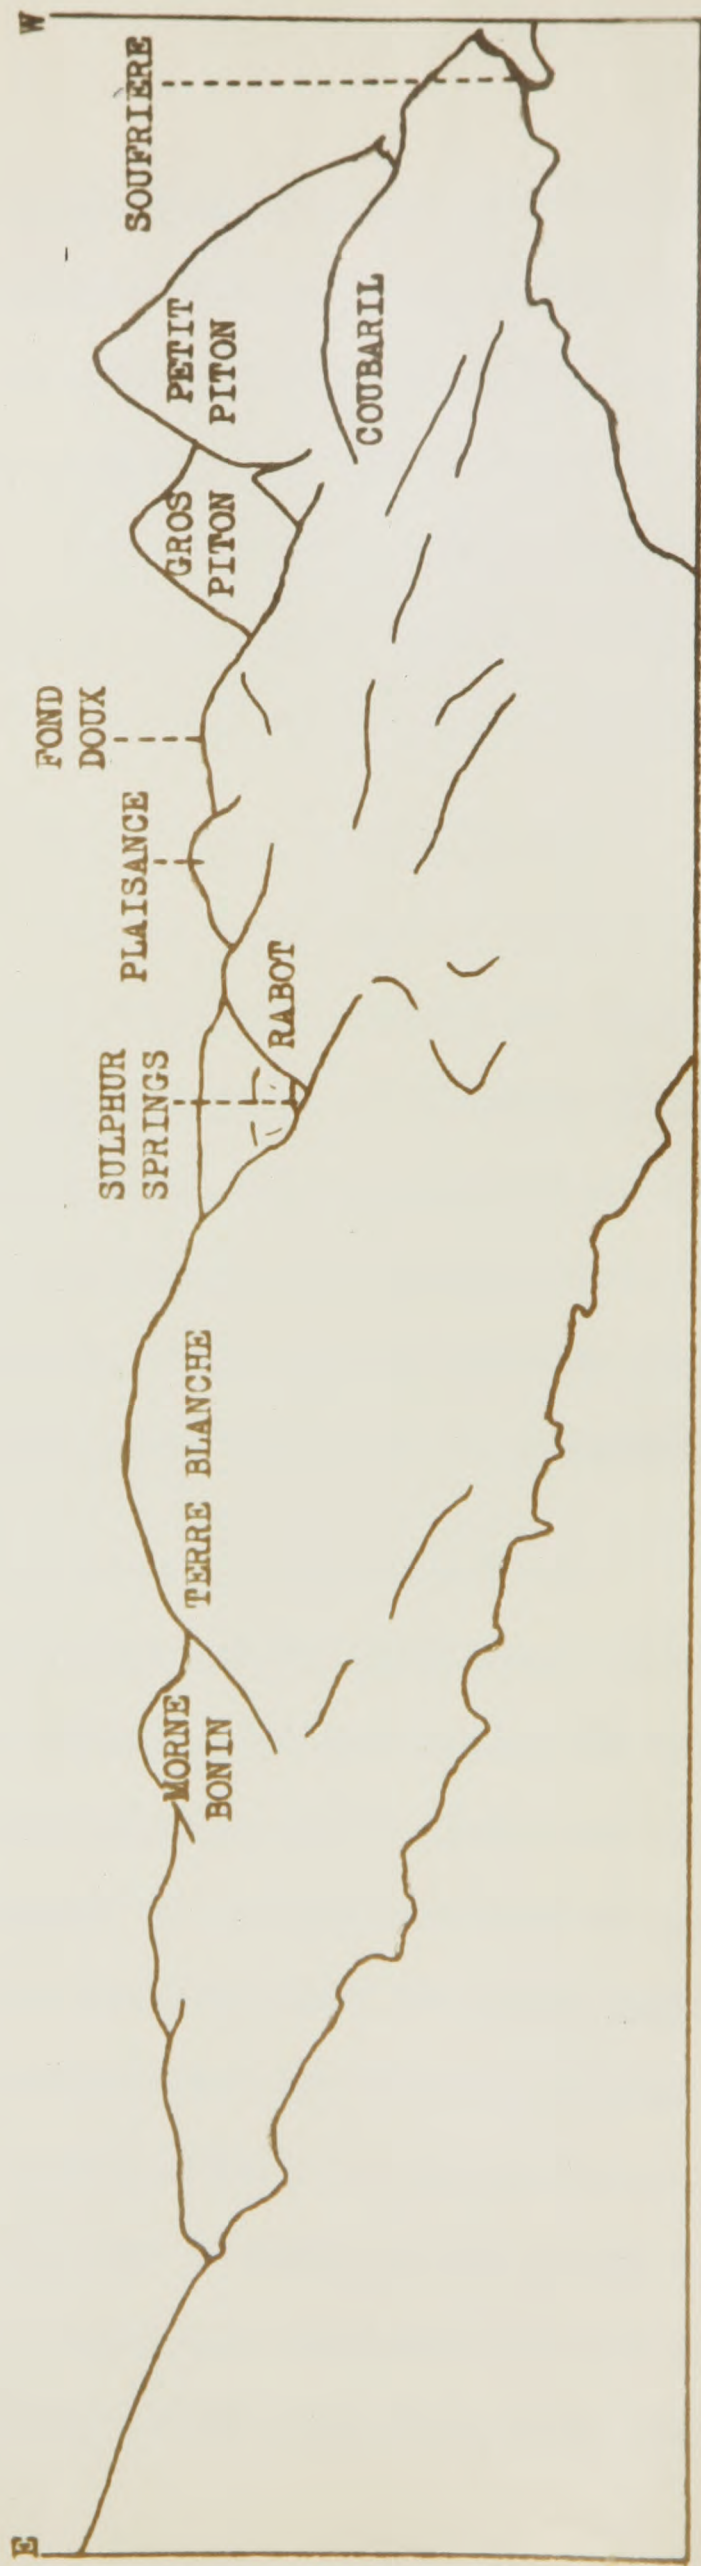 E
W
MORNE
BONIN
TERRE BLANCHE
SULPHUR
SPRINGS
RABOT
PLAISANCE
FOND
DOUX
GROS
PITON
PETIT
PITON
COUBARIL
SOUFRIERE